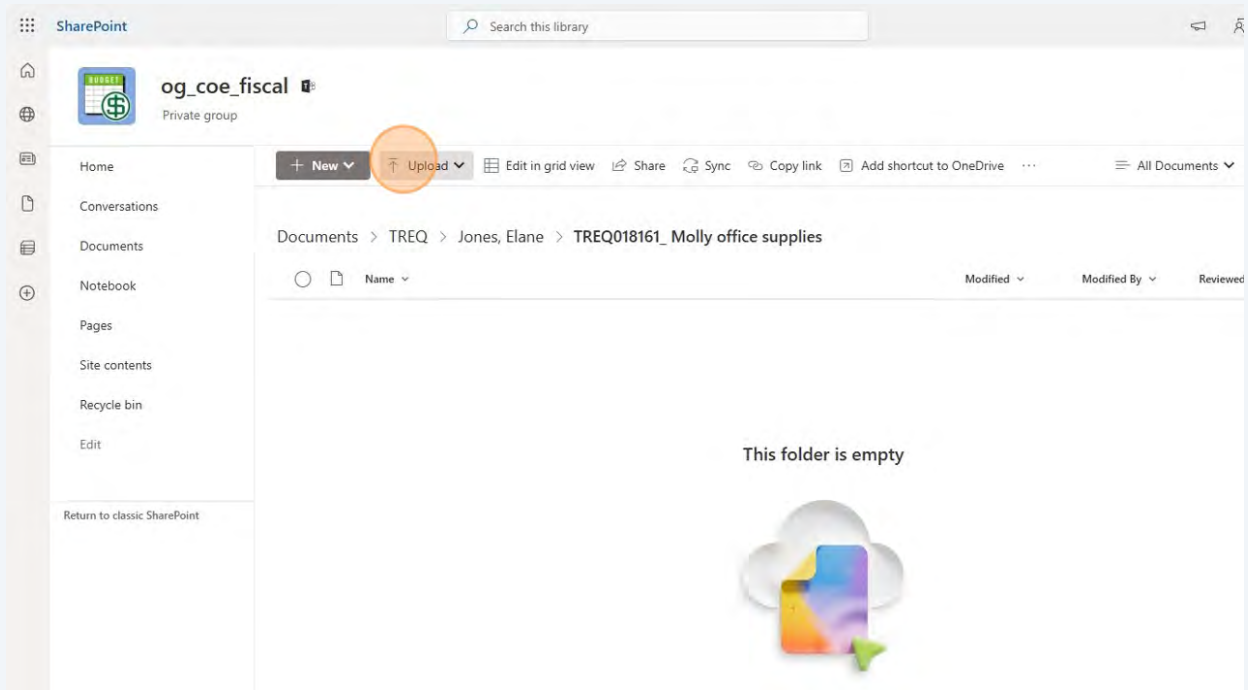 SharePoint
Search this library
BUDGET
$
og_coe_fiscal
Private group
Home
Conversations
Documents
Notebook
Pages
Site contents
Recycle bin
Edit
Return to classic SharePoint
+ New
Upload
Edit in grid view
Share
Sync
Copy link
Add shortcut to OneDrive
...
All Documents
Documents > TREQ > Jones, Elane > TREQ018161_ Molly office supplies
Name
Modified
Modified By
Reviewed
This folder is empty